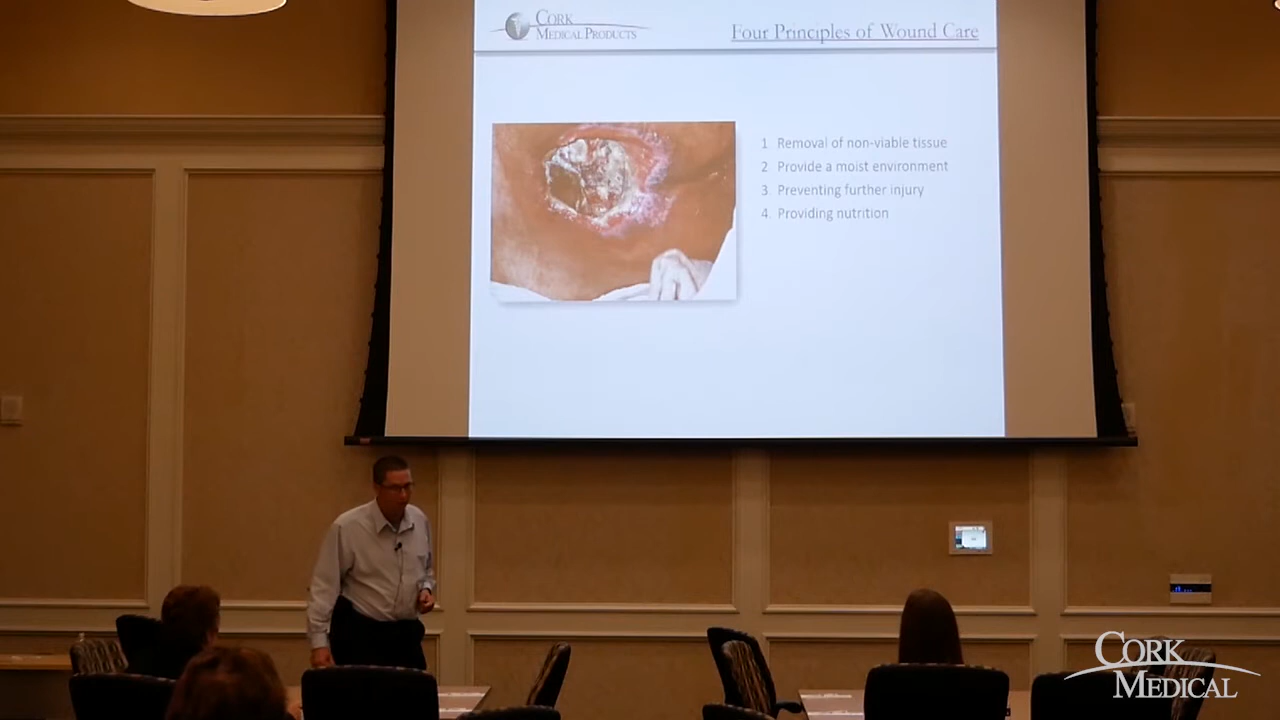 Cork
Medical Products
Four Principles of Wound Care
1 Removal of non-viable tissue
2 Provide a moist environment
3. Preventing further injury
4. Providing nutrition
Cork
Medical